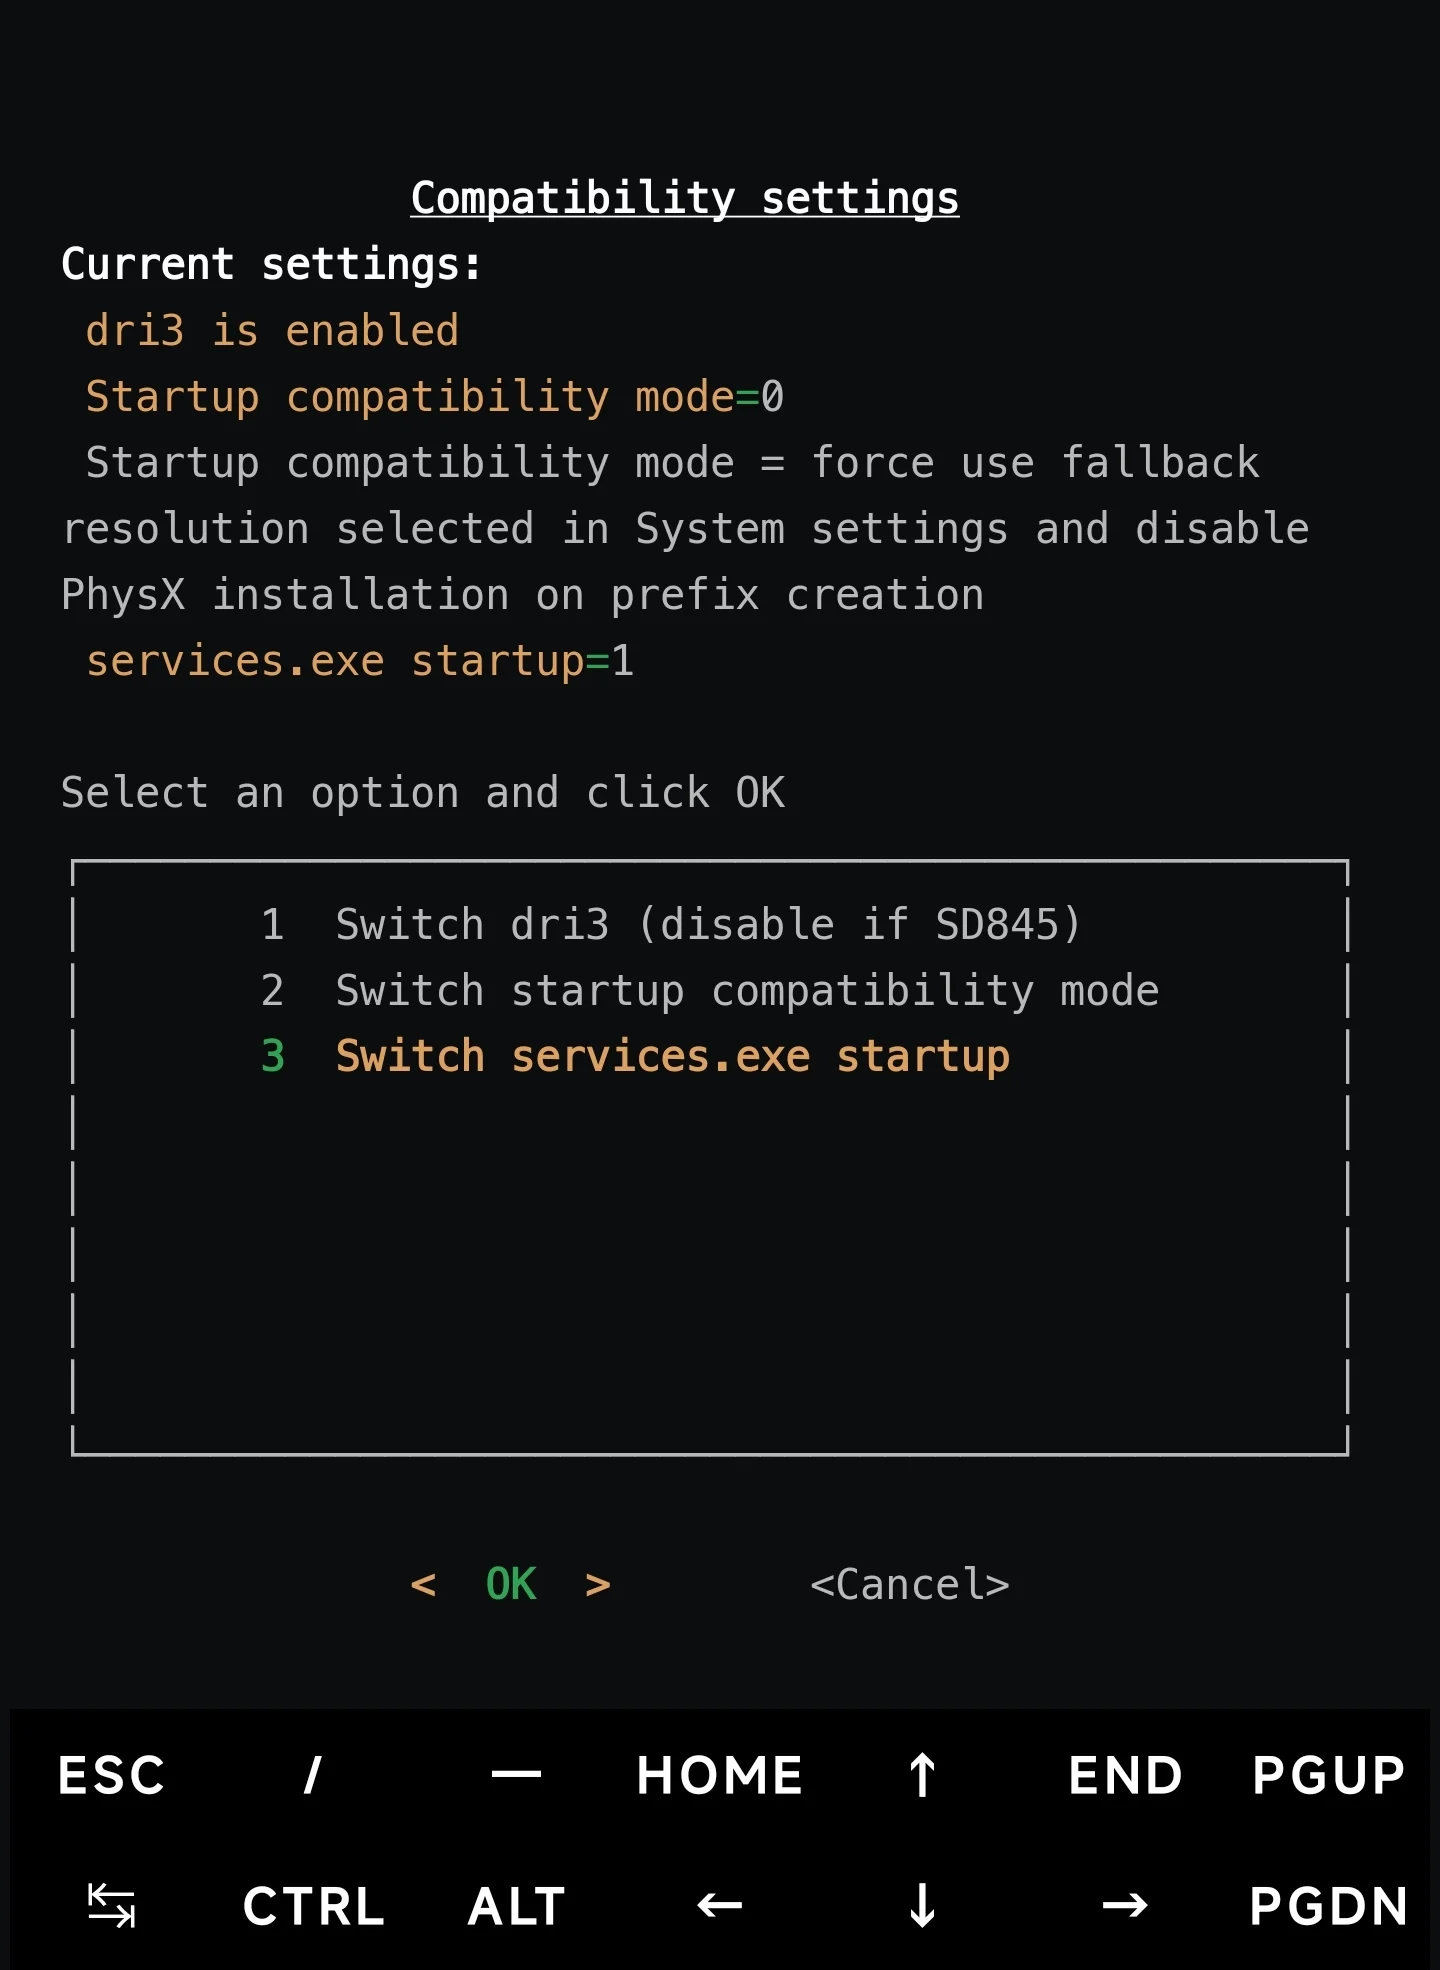 Compatibility settings
Current settings:
dri3 is enabled
Startup compatibility mode=0
Startup compatibility mode = force use fallback
resolution selected in System settings and disable
PhysX installation on prefix creation
services.exe startup=1
Select an option and click OK
1 Switch dri3 (disable if SD845)
2 Switch startup compatibility mode
3 Switch services.exe startup
< OK > <Cancel>
ESC / — HOME ↑ END PGUP
↹ CTRL ALT ← ↓ → PGDN